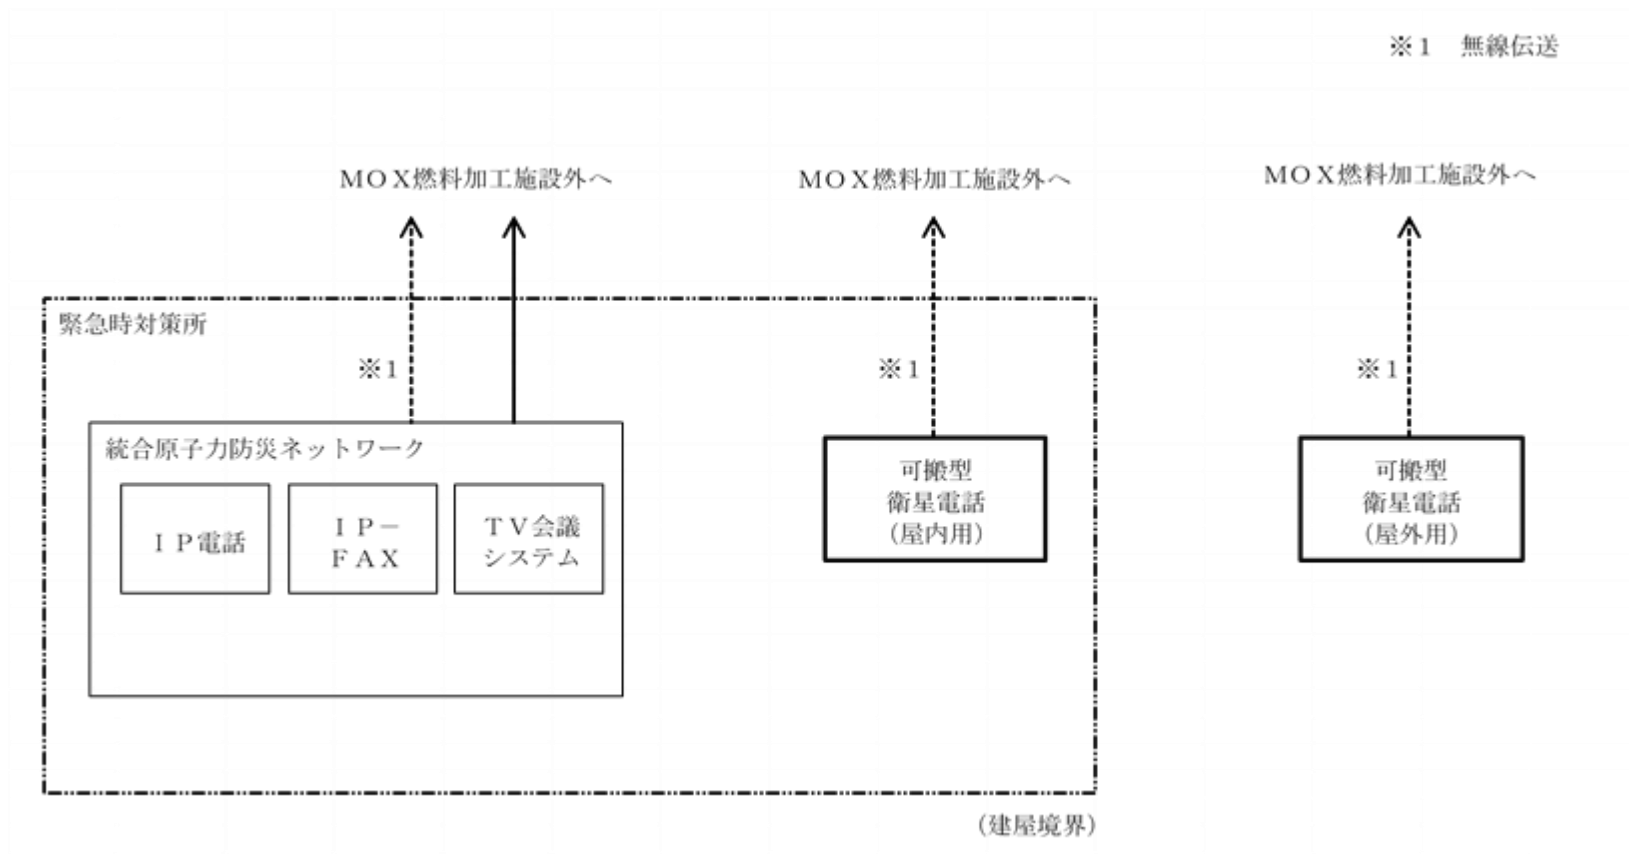 ※1　無線伝送
ＭＯＸ燃料加工施設外へ
ＭＯＸ燃料加工施設外へ
ＭＯＸ燃料加工施設外へ
緊急時対策所
※1
※1
※1
統合原子力防災ネットワーク
ＩＰ電話
ＩＰ－
ＦＡＸ
ＴＶ会議
システム
可搬型
衛星電話
（屋内用）
可搬型
衛星電話
（屋外用）
（建屋境界）